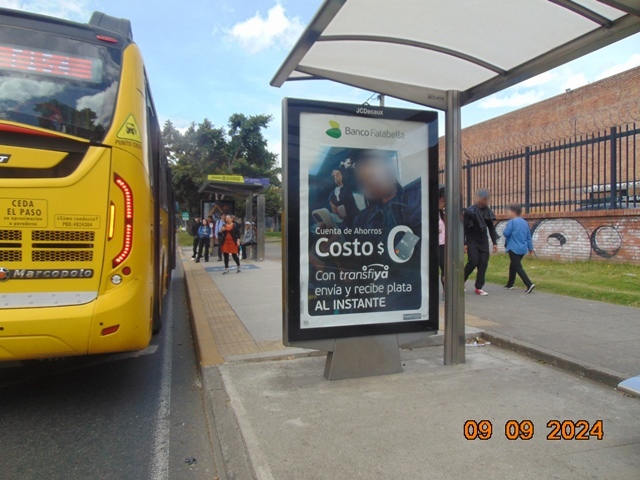 JCDecaux
Banco Falabella
Cuenta de Ahorros
Costo $0
Con transfiya
envía y recibe plata
AL INSTANTE
CEDA
EL PASO
Marcopolo
09 09 2024